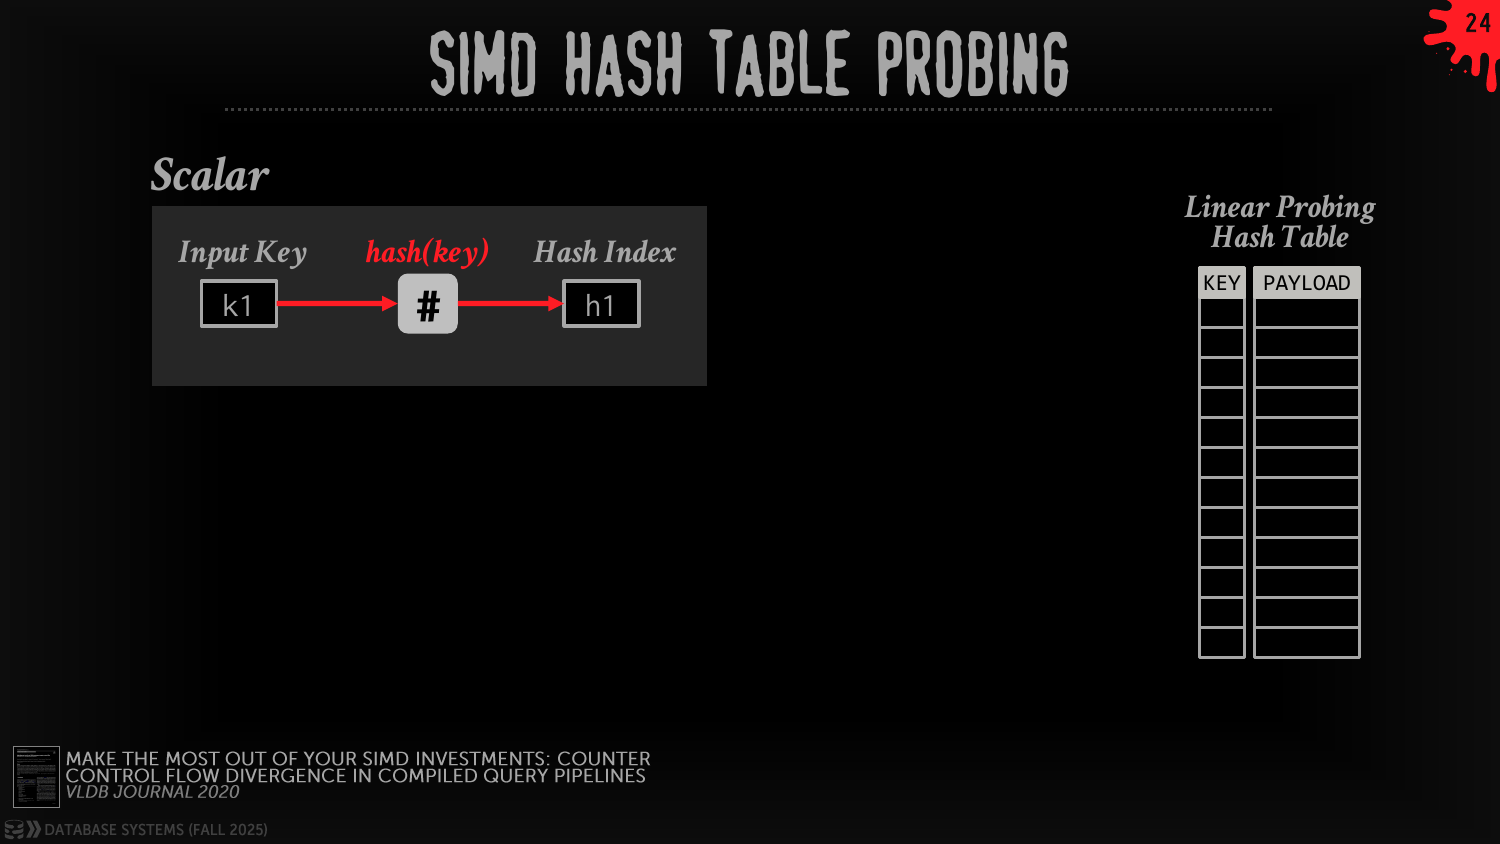 24
SIMD HASH TABLE PROBING
Scalar
Input Key hash(key) Hash Index
k1 # h1
Linear Probing
Hash Table
KEY PAYLOAD
MAKE THE MOST OUT OF YOUR SIMD INVESTMENTS: COUNTER
CONTROL FLOW DIVERGENCE IN COMPILED QUERY PIPELINES
VLDB JOURNAL 2020
DATABASE SYSTEMS (FALL 2025)